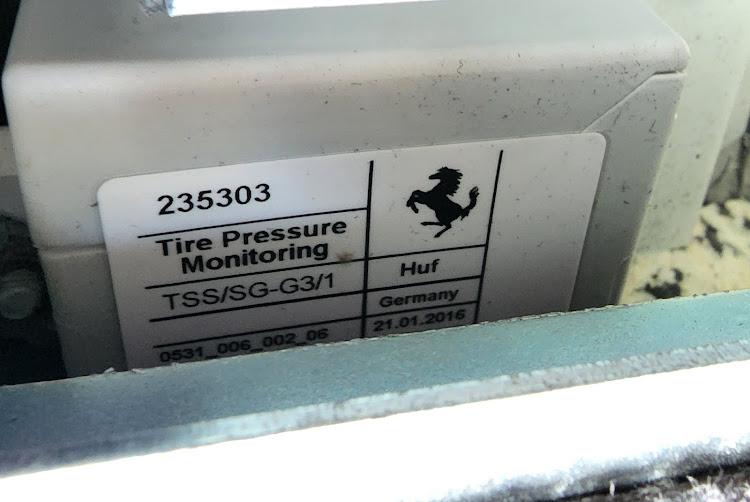 235303
Tire Pressure
Monitoring
TSS/SG-G3/1
0531_006_002_06
Huf
Germany
21.01.2016